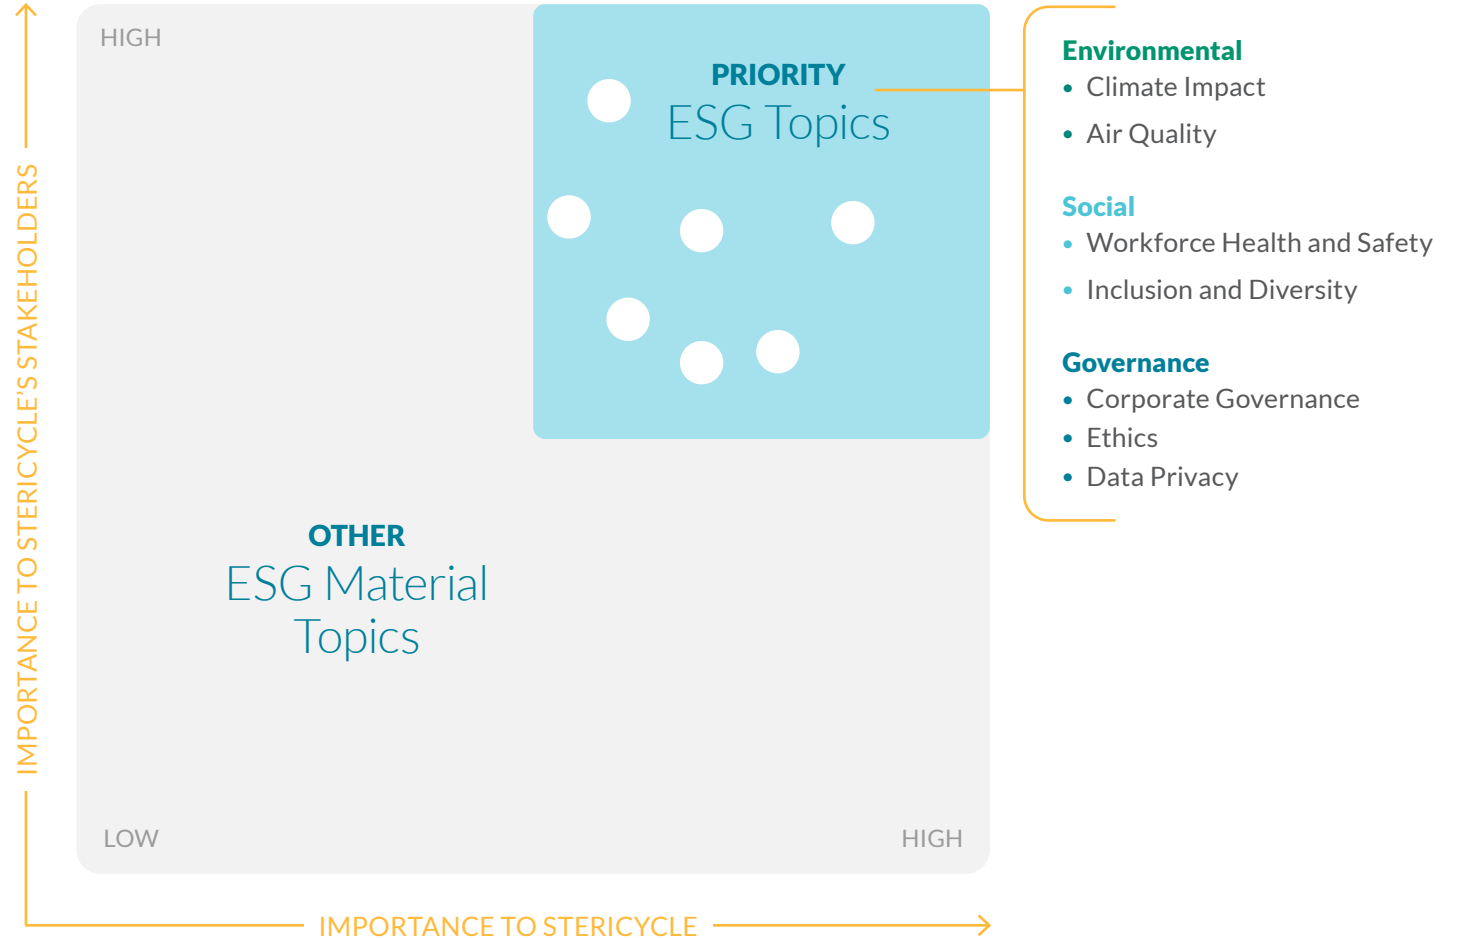 HIGH
PRIORITY
ESG Topics
IMPORTANCE TO STERICYCLE'S STAKEHOLDERS
OTHER
ESG Material
Topics
LOW
HIGH
IMPORTANCE TO STERICYCLE
Environmental
• Climate Impact
• Air Quality
Social
• Workforce Health and Safety
• Inclusion and Diversity
Governance
• Corporate Governance
• Ethics
• Data Privacy